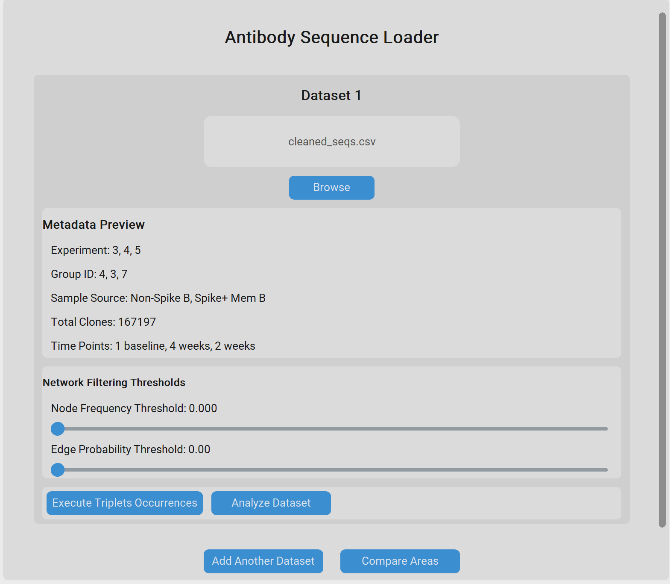 Antibody Sequence Loader
Dataset 1
cleaned_seqs.csv
Browse
Metadata Preview
Experiment: 3, 4, 5
Group ID: 4, 3, 7
Sample Source: Non-Spike B, Spike+ Mem B
Total Clones: 167197
Time Points: 1 baseline, 4 weeks, 2 weeks
Network Filtering Thresholds
Node Frequency Threshold: 0.000
Edge Probability Threshold: 0.00
Execute Triplets Occurrences Analyze Dataset
Add Another Dataset Compare Areas